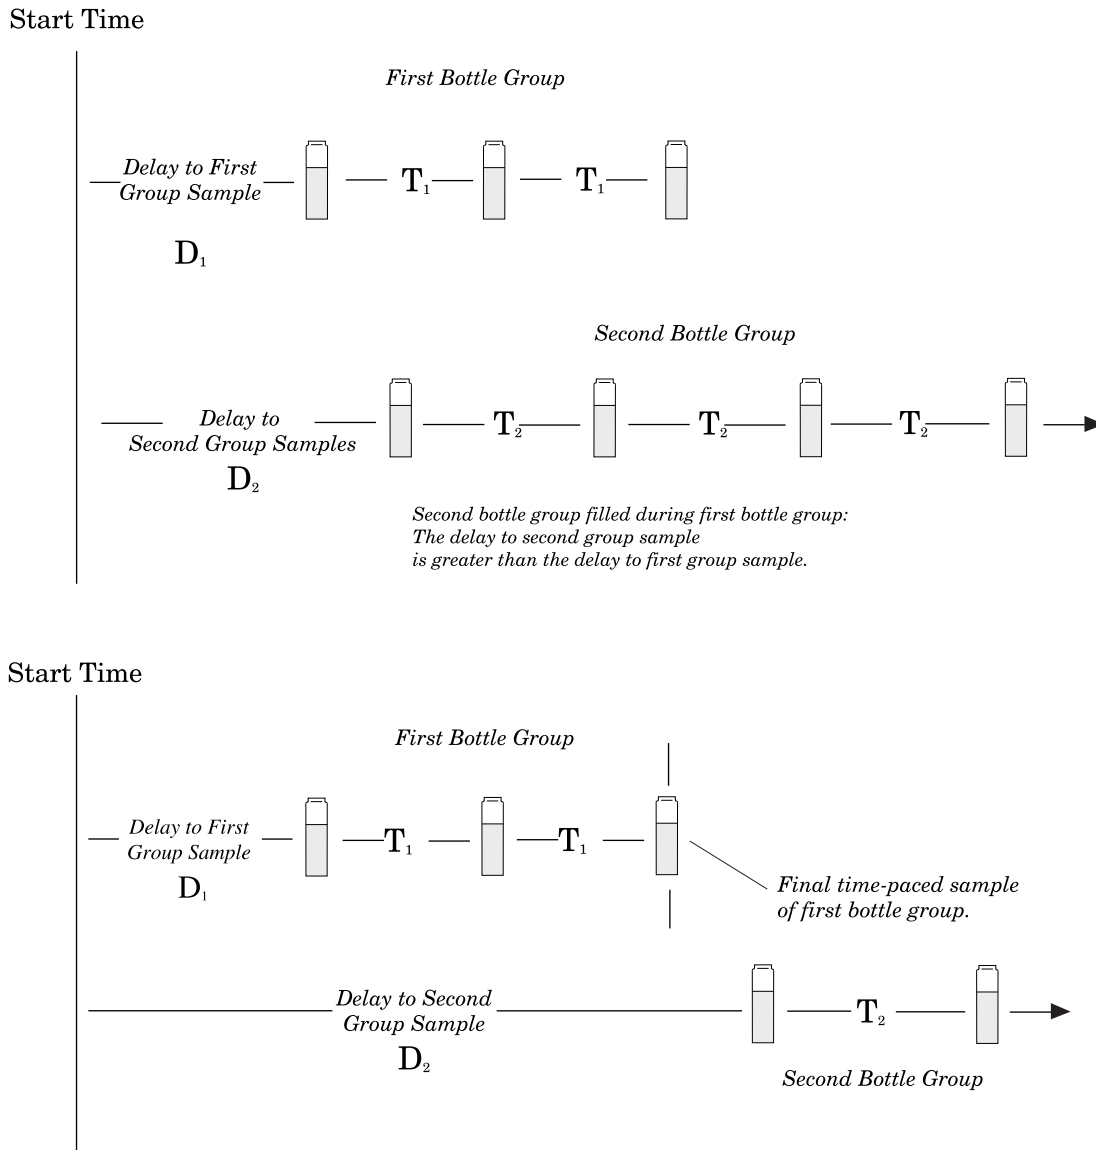 Start Time
First Bottle Group
Delay to First
Group Sample
T1
T1
D1
Second Bottle Group
Delay to
Second Group Samples
T2
T2
T2
D2
Second bottle group filled during first bottle group:
The delay to second group sample
is greater than the delay to first group sample.
Start Time
First Bottle Group
Delay to First
Group Sample
T1
T1
D1
Final time-paced sample
of first bottle group.
Delay to Second
Group Sample
T2
D2
Second Bottle Group